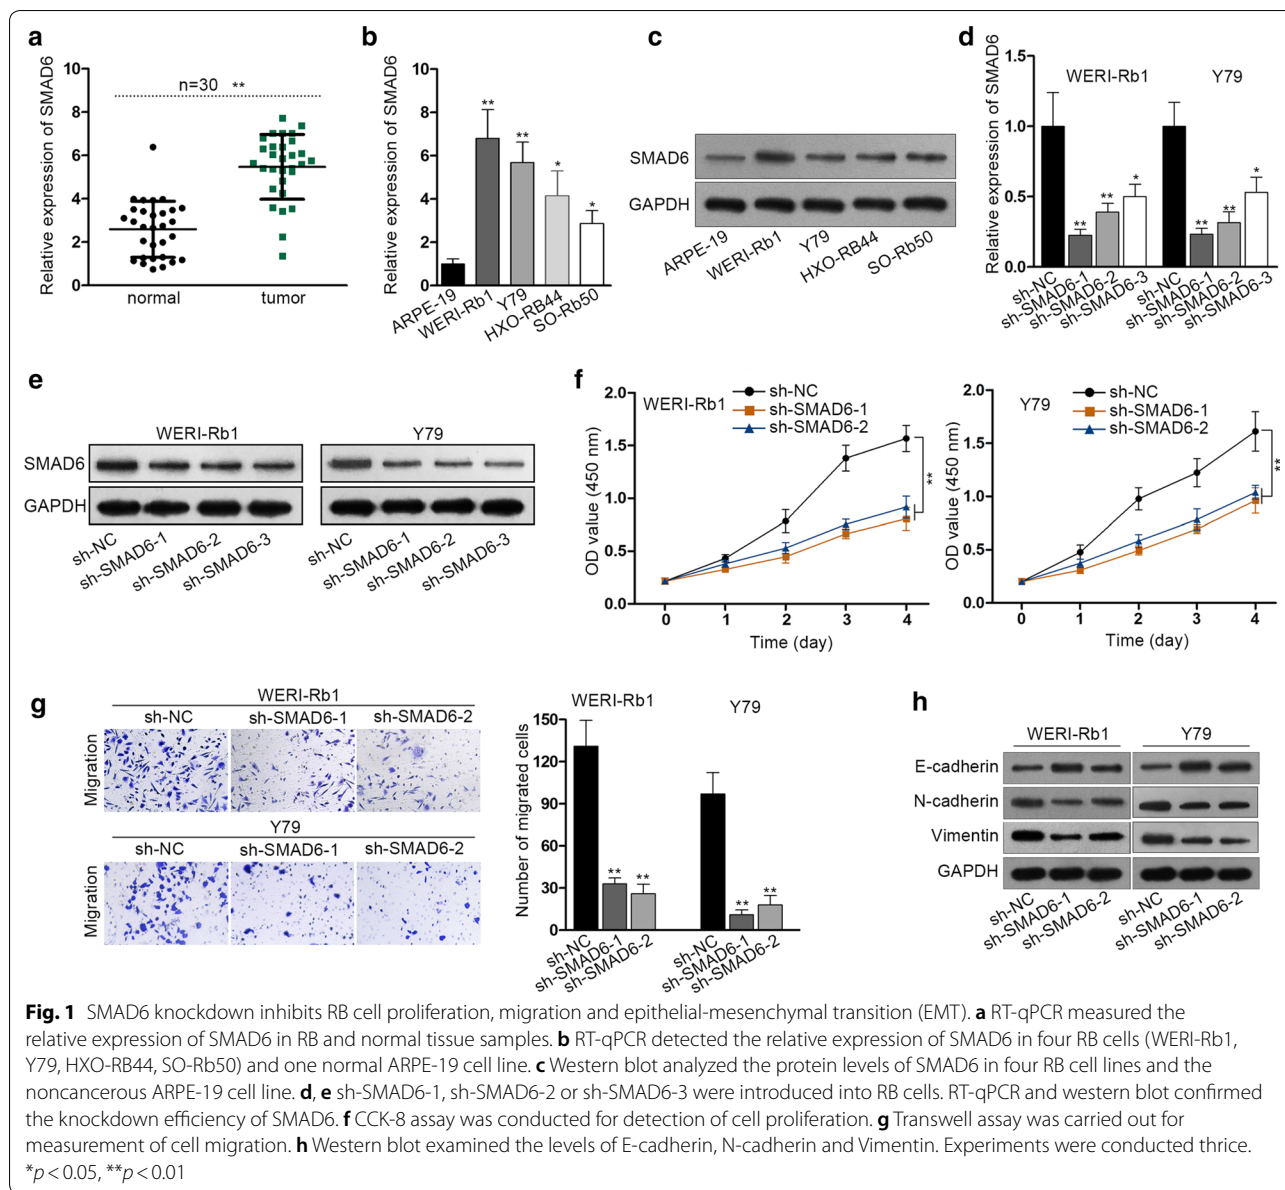 a
Relative expression of SMAD6
10
8
6
4
2
0
n=30 **
normal
tumor
b
Relative expression of SMAD6
10
8
6
4
2
0
**
**
*
*
ARPE-19
WERI-Rb1
Y79
HXO-RB44
SO-Rb50
c
SMAD6
GAPDH
ARPE-19
WERI-Rb1
Y79
HXO-RB44
SO-Rb50
d
Relative expression of SMAD6
1.5
1.0
0.5
0.0
WERI-Rb1
Y79
**
**
*
**
**
*
sh-NC
sh-SMAD6-1
sh-SMAD6-2
sh-SMAD6-3
sh-NC
sh-SMAD6-1
sh-SMAD6-2
sh-SMAD6-3
e
WERI-Rb1
Y79
SMAD6
GAPDH
sh-NC
sh-SMAD6-1
sh-SMAD6-2
sh-SMAD6-3
sh-NC
sh-SMAD6-1
sh-SMAD6-2
sh-SMAD6-3
f
OD value (450 nm)
2.0
1.5
1.0
0.5
0.0
WERI-Rb1
sh-NC
sh-SMAD6-1
sh-SMAD6-2
**
0 1 2 3 4
Time (day)
OD value (450 nm)
2.0
1.5
1.0
0.5
0.0
Y79
sh-NC
sh-SMAD6-1
sh-SMAD6-2
**
0 1 2 3 4
Time (day)
g
WERI-Rb1
sh-NC sh-SMAD6-1 sh-SMAD6-2
Migration
Y79
sh-NC sh-SMAD6-1 sh-SMAD6-2
Migration
Number of migrated cells
150
120
90
60
30
0
WERI-Rb1
Y79
**
**
**
**
sh-NC
sh-SMAD6-1
sh-SMAD6-2
sh-NC
sh-SMAD6-1
sh-SMAD6-2
h
WERI-Rb1 Y79
E-cadherin
N-cadherin
Vimentin
GAPDH
sh-NC
sh-SMAD6-1
sh-SMAD6-2
sh-NC
sh-SMAD6-1
sh-SMAD6-2
Fig. 1 SMAD6 knockdown inhibits RB cell proliferation, migration and epithelial-mesenchymal transition (EMT). a RT-qPCR measured the
relative expression of SMAD6 in RB and normal tissue samples. b RT-qPCR detected the relative expression of SMAD6 in four RB cells (WERI-Rb1,
Y79, HXO-RB44, SO-Rb50) and one normal ARPE-19 cell line. c Western blot analyzed the protein levels of SMAD6 in four RB cell lines and the
noncancerous ARPE-19 cell line. d, e sh-SMAD6-1, sh-SMAD6-2 or sh-SMAD6-3 were introduced into RB cells. RT-qPCR and western blot confirmed
the knockdown efficiency of SMAD6. f CCK-8 assay was conducted for detection of cell proliferation. g Transwell assay was carried out for
measurement of cell migration. h Western blot examined the levels of E-cadherin, N-cadherin and Vimentin. Experiments were conducted thrice.
*p < 0.05, **p < 0.01